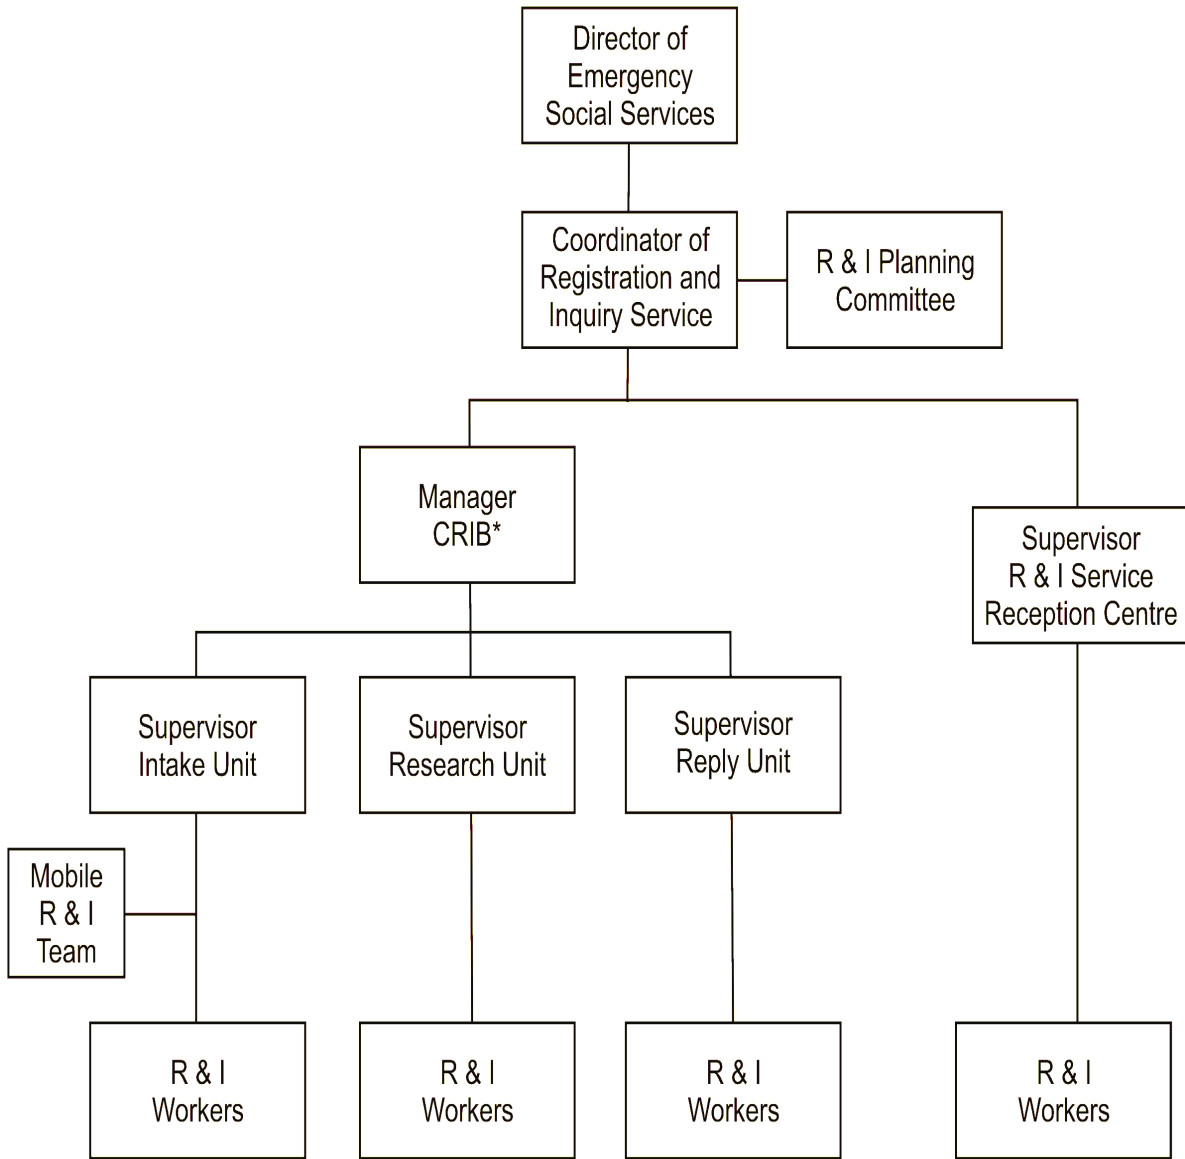 Director of
Emergency
Social Services
Coordinator of
Registration and
Inquiry Service
R & I Planning
Committee
Manager
CRIB*
Supervisor
R & I Service
Reception Centre
Supervisor
Intake Unit
Supervisor
Research Unit
Supervisor
Reply Unit
Mobile
R & I
Team
R & I
Workers
R & I
Workers
R & I
Workers
R & I
Workers